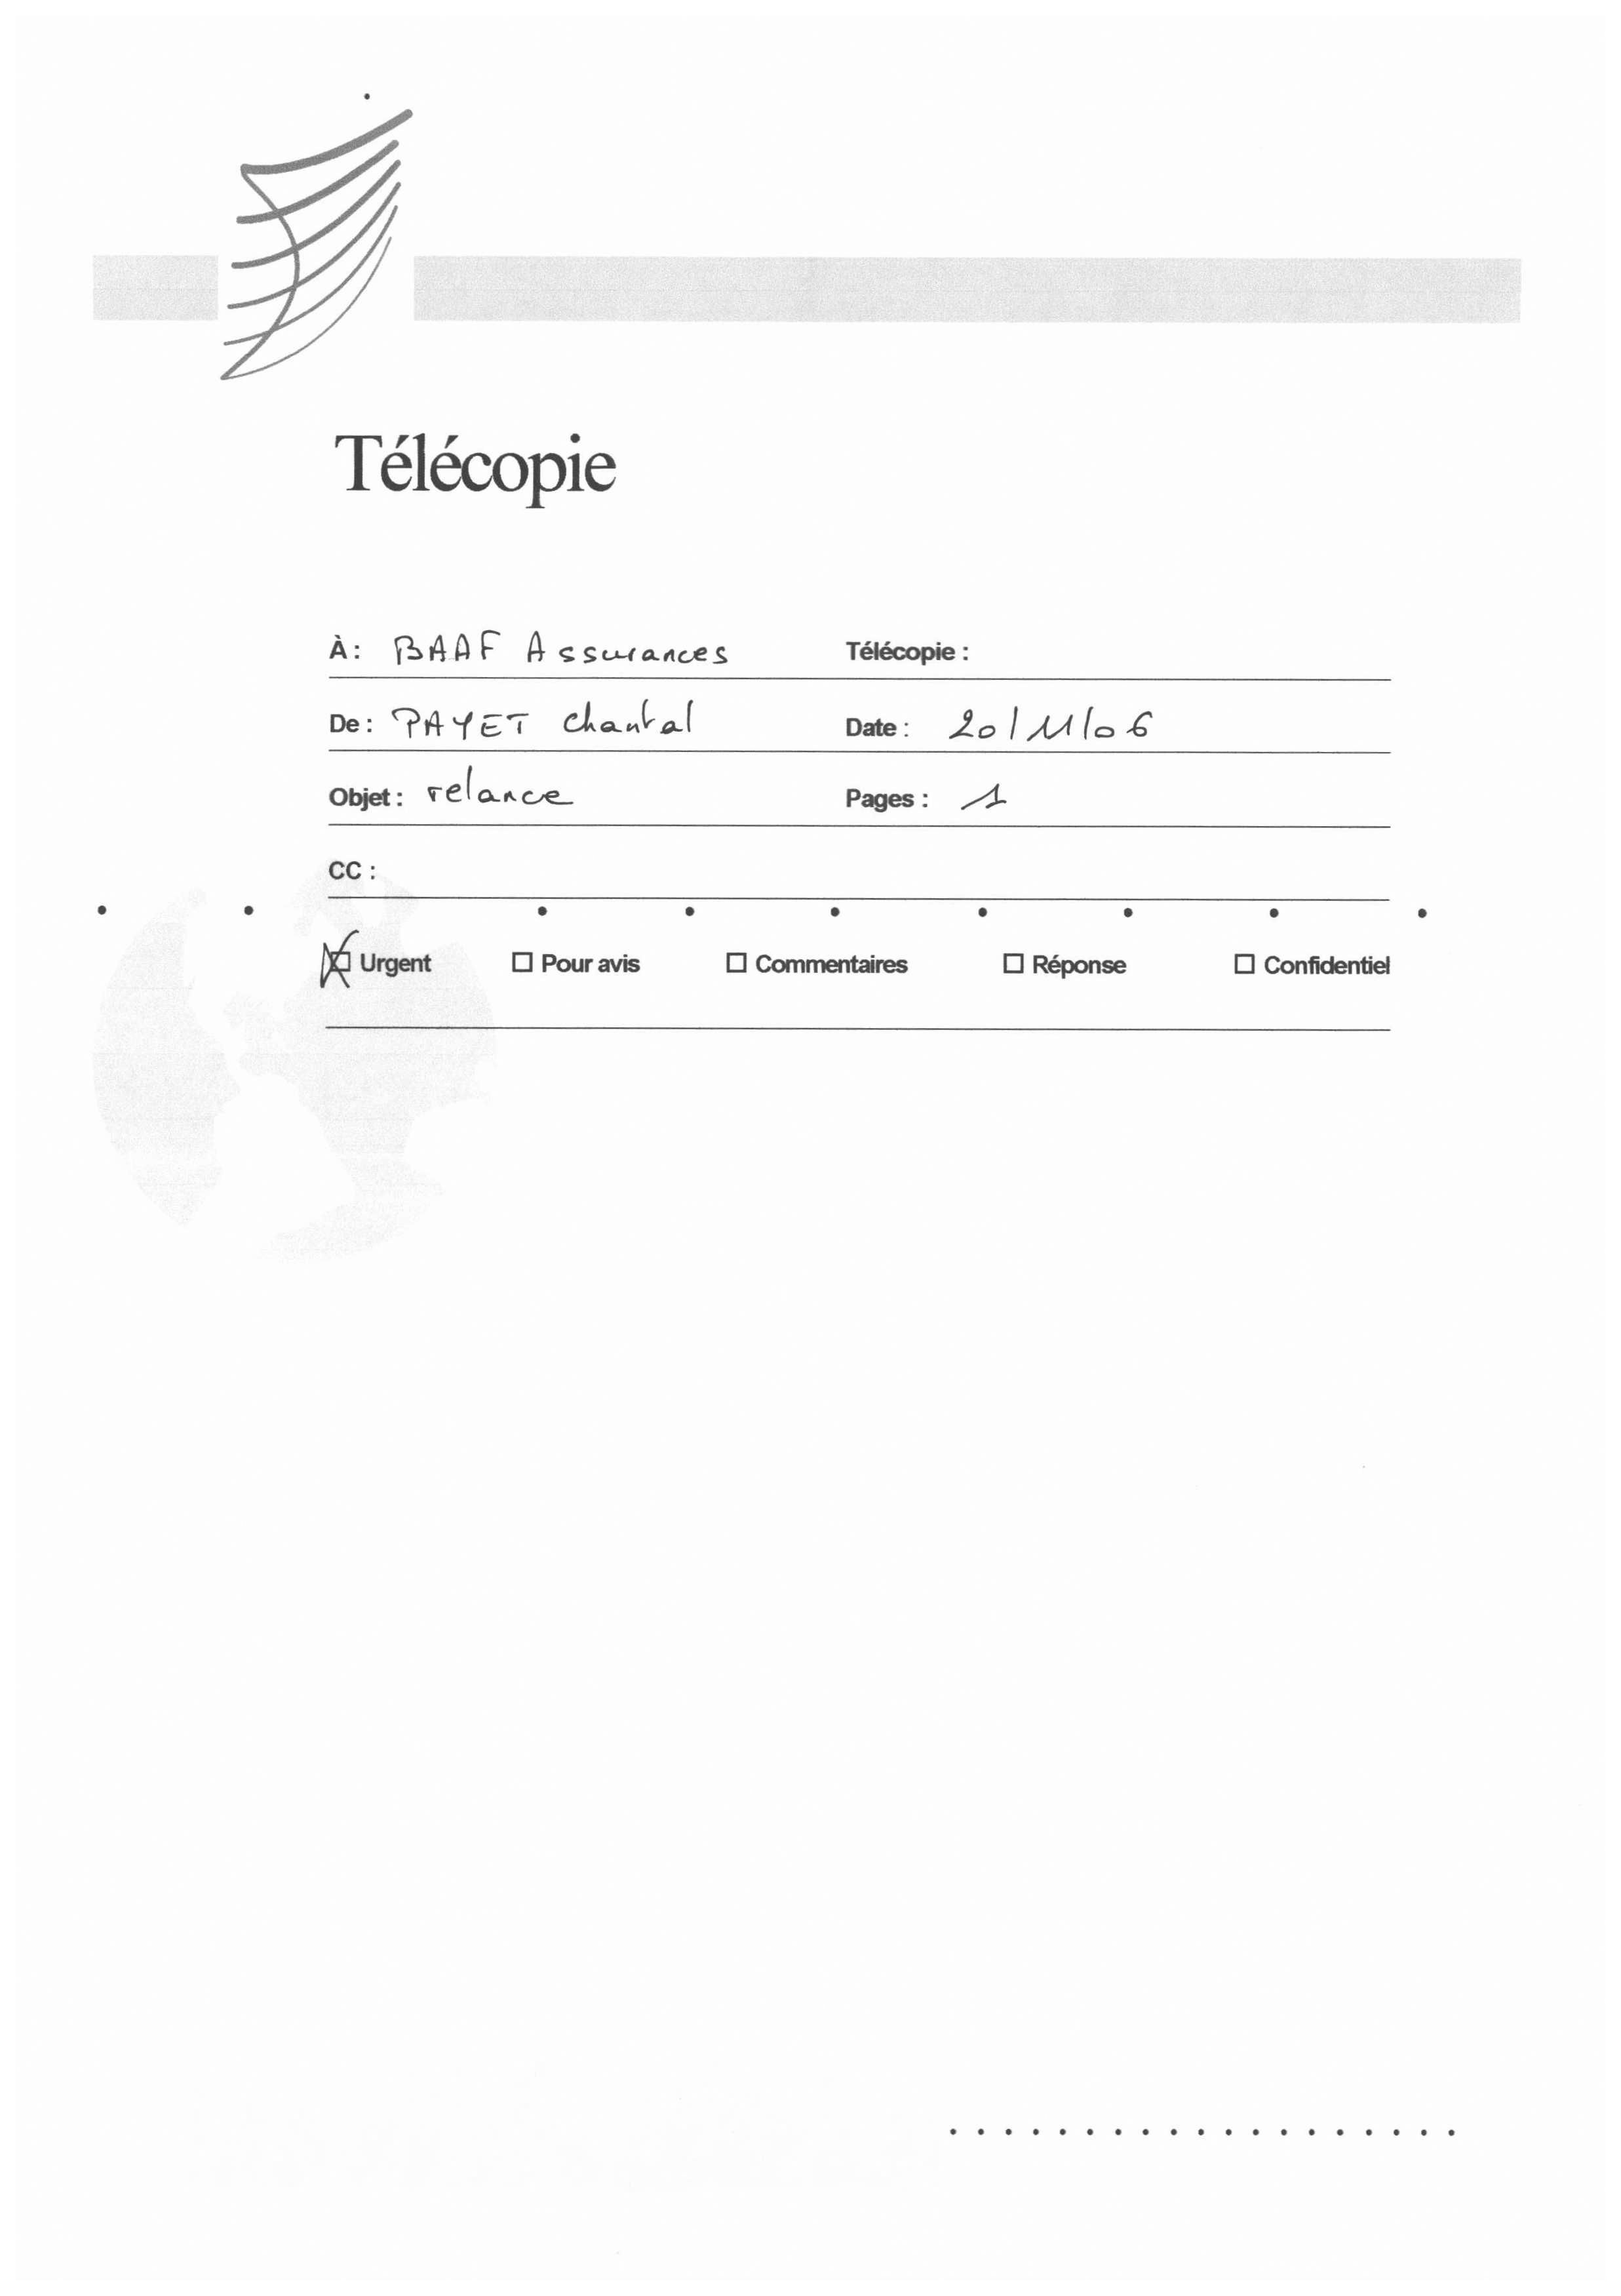 Télécopie
À : BAAF Assurances Télécopie :
De : PAYET Chantal Date : 20/11/06
Objet : relance Pages : 1
CC :
Urgent Pour avis Commentaires Réponse Confidentiel